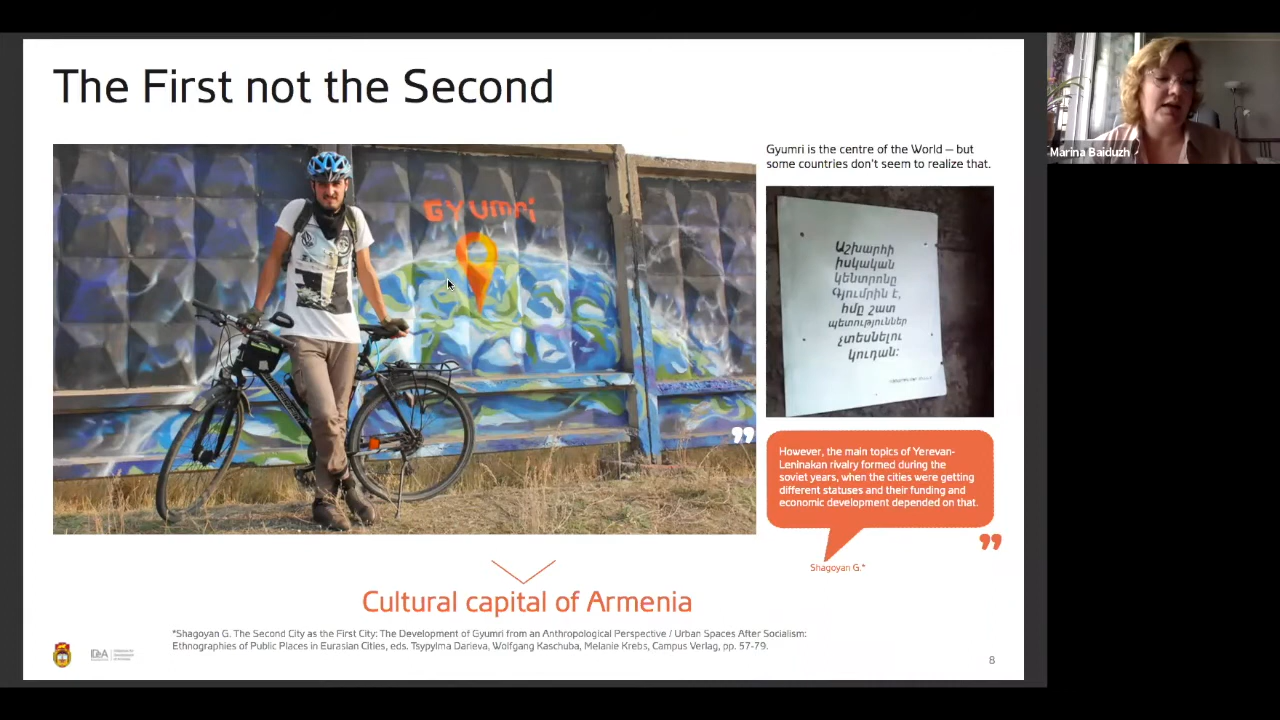 The First not the Second
Gyumri is the centre of the World – but
some countries don't seem to realize that.
Marina Baiduzh
GYUMRi
Աշխարհի
իսկական
կենտրոնը
Գյումրին է,
հմը շատ
պետություններ
չտեսնելու
կուդան:
However, the main topics of Yerevan-
Leninakan rivalry formed during the
soviet years, when the cities were getting
different statuses and their funding and
economic development depended on that.
Shagoyan G.*
Cultural capital of Armenia
*Shagoyan G. The Second City as the First City: The Development of Gyumri from an Anthropological Perspective / Urban Spaces After Socialism:
Ethnographies of Public Places in Eurasian Cities, eds. Tsypylma Darieva, Wolfgang Kaschuba, Melanie Krebs, Campus Verlag, pp. 57-79.
8